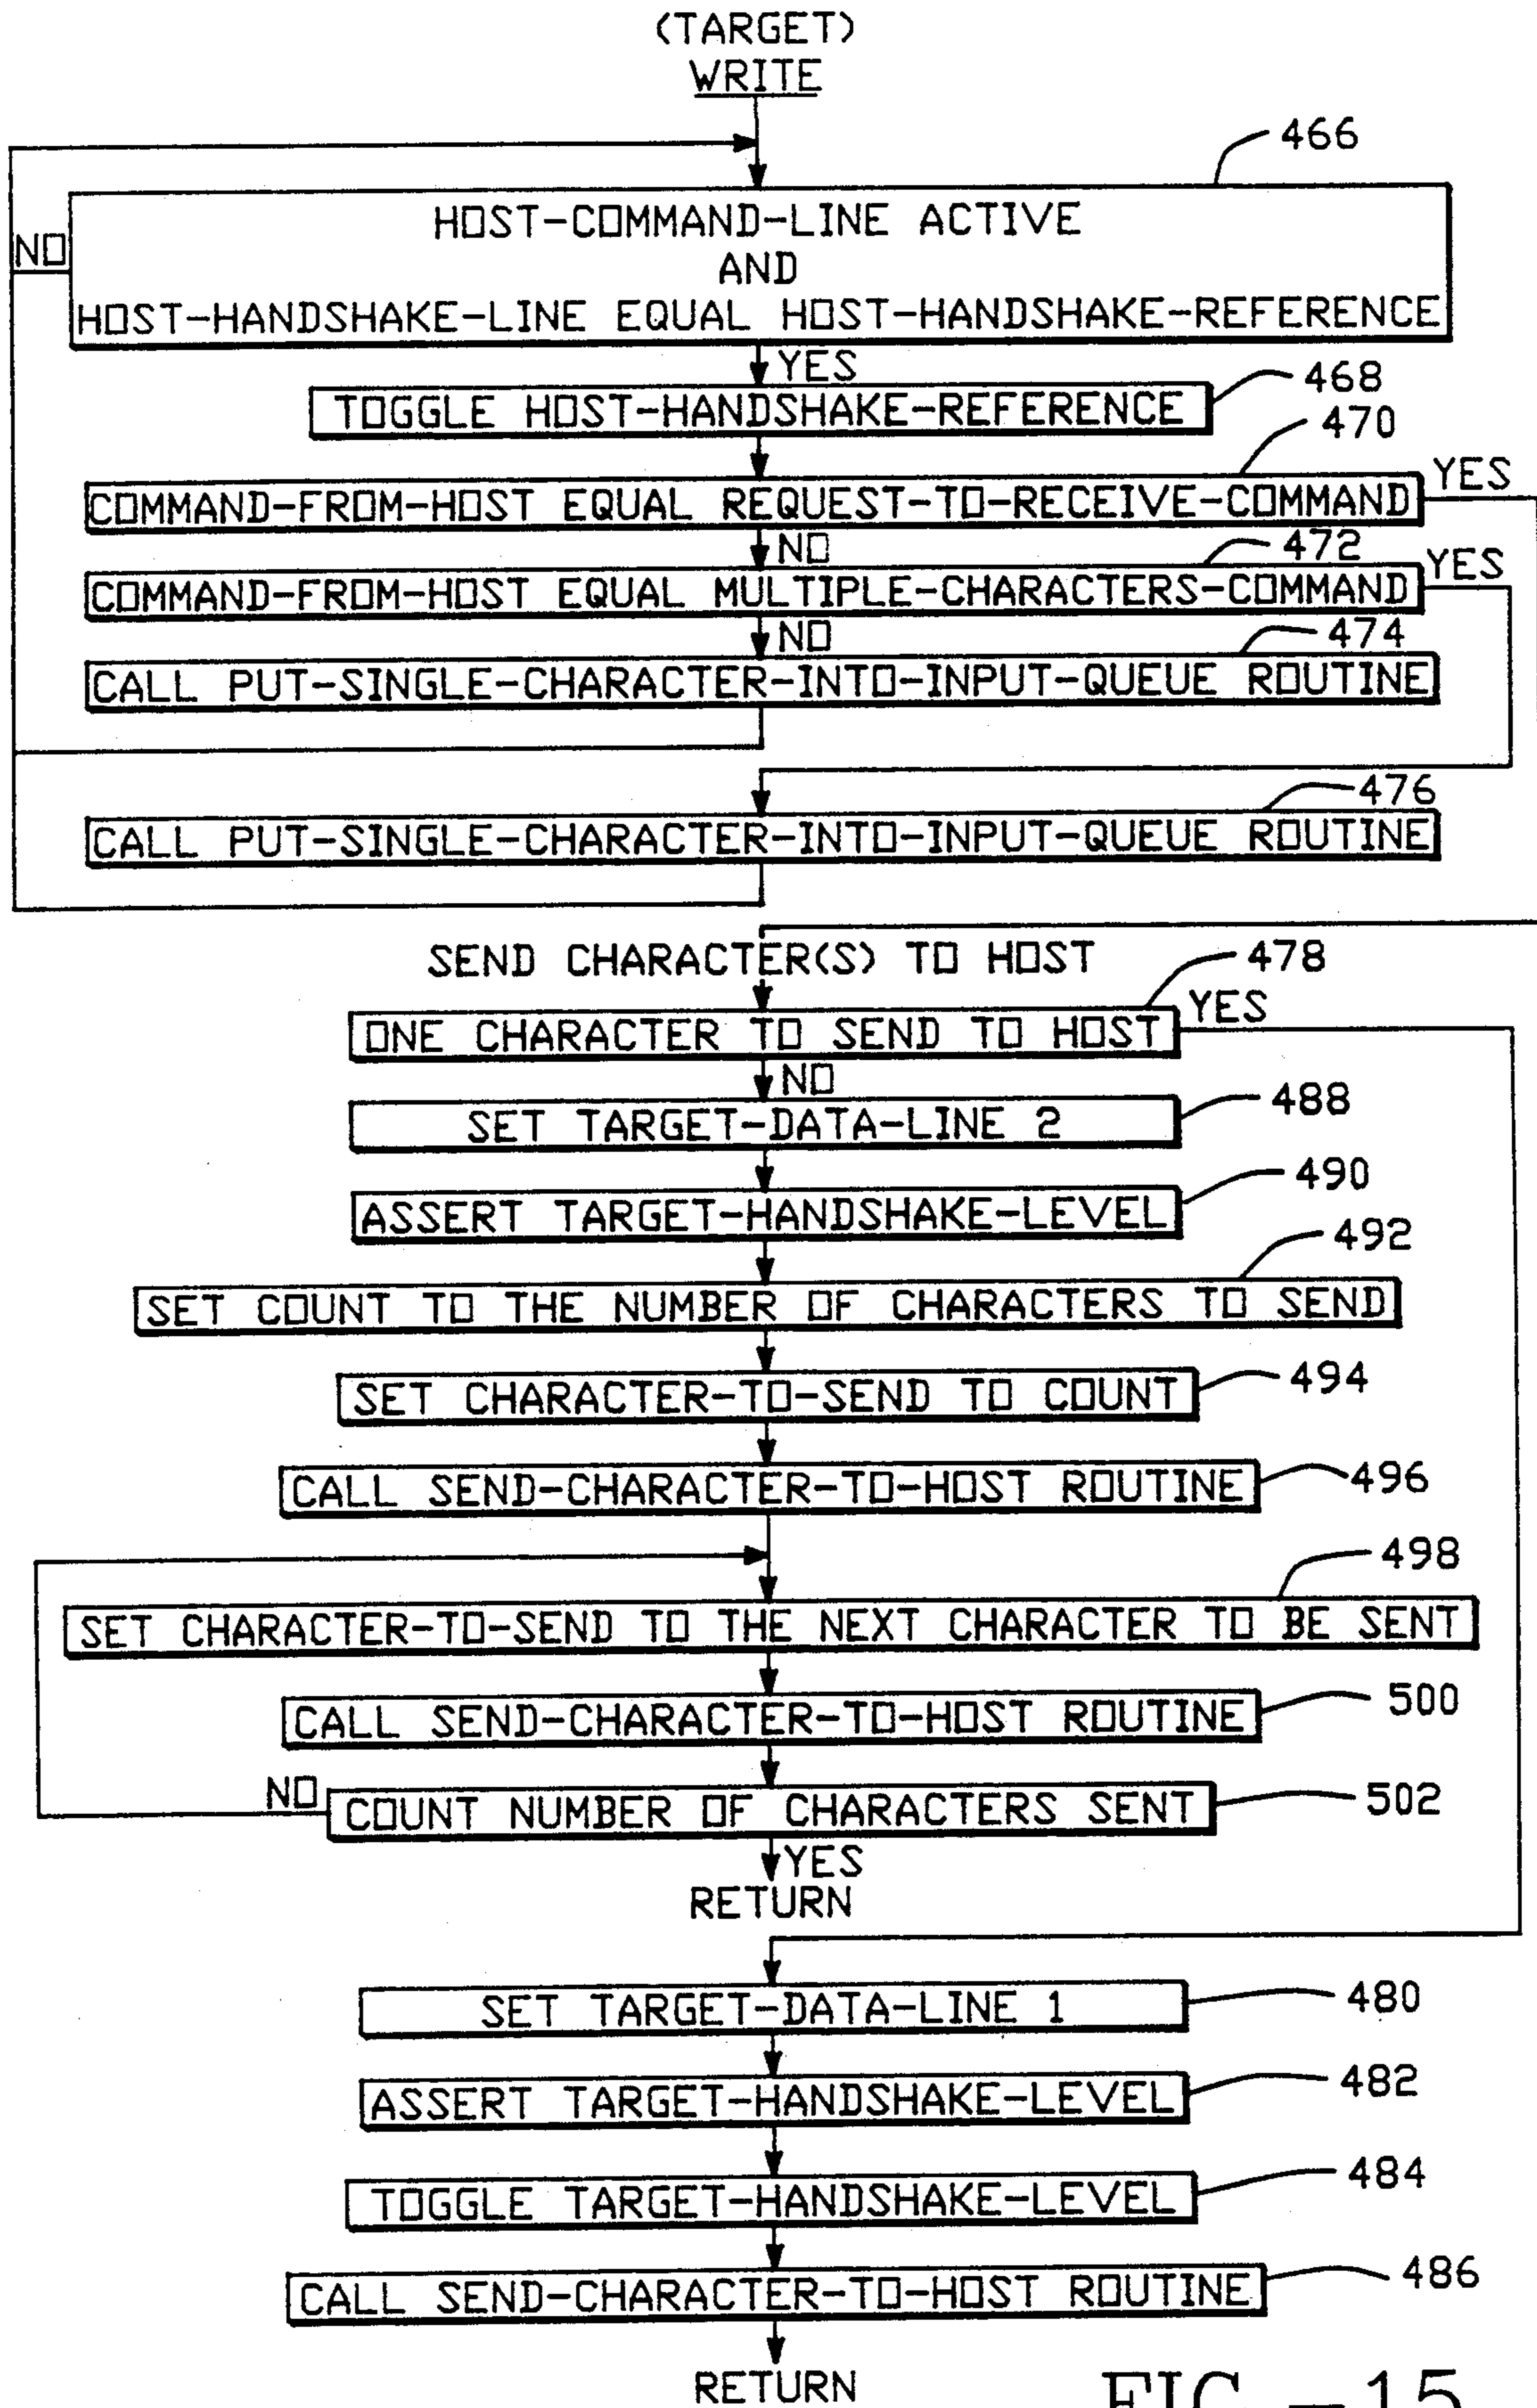 (TARGET)
WRITE
466
HOST-COMMAND-LINE ACTIVE
NO
AND
HOST-HANDSHAKE-LINE EQUAL HOST-HANDSHAKE-REFERENCE
YES
468
TOGGLE HOST-HANDSHAKE-REFERENCE
470
YES
COMMAND-FROM-HOST EQUAL REQUEST-TO-RECEIVE-COMMAND
NO
472
YES
COMMAND-FROM-HOST EQUAL MULTIPLE-CHARACTERS-COMMAND
NO
474
CALL PUT-SINGLE-CHARACTER-INTO-INPUT-QUEUE ROUTINE
476
CALL PUT-SINGLE-CHARACTER-INTO-INPUT-QUEUE ROUTINE
SEND CHARACTER(S) TO HOST
478
YES
ONE CHARACTER TO SEND TO HOST
NO
488
SET TARGET-DATA-LINE 2
490
ASSERT TARGET-HANDSHAKE-LEVEL
492
SET COUNT TO THE NUMBER OF CHARACTERS TO SEND
494
SET CHARACTER-TO-SEND TO COUNT
496
CALL SEND-CHARACTER-TO-HOST ROUTINE
498
SET CHARACTER-TO-SEND TO THE NEXT CHARACTER TO BE SENT
500
CALL SEND-CHARACTER-TO-HOST ROUTINE
NO
502
COUNT NUMBER OF CHARACTERS SENT
YES
RETURN
480
SET TARGET-DATA-LINE 1
482
ASSERT TARGET-HANDSHAKE-LEVEL
484
TOGGLE TARGET-HANDSHAKE-LEVEL
486
CALL SEND-CHARACTER-TO-HOST ROUTINE
RETURN
FIG.-15